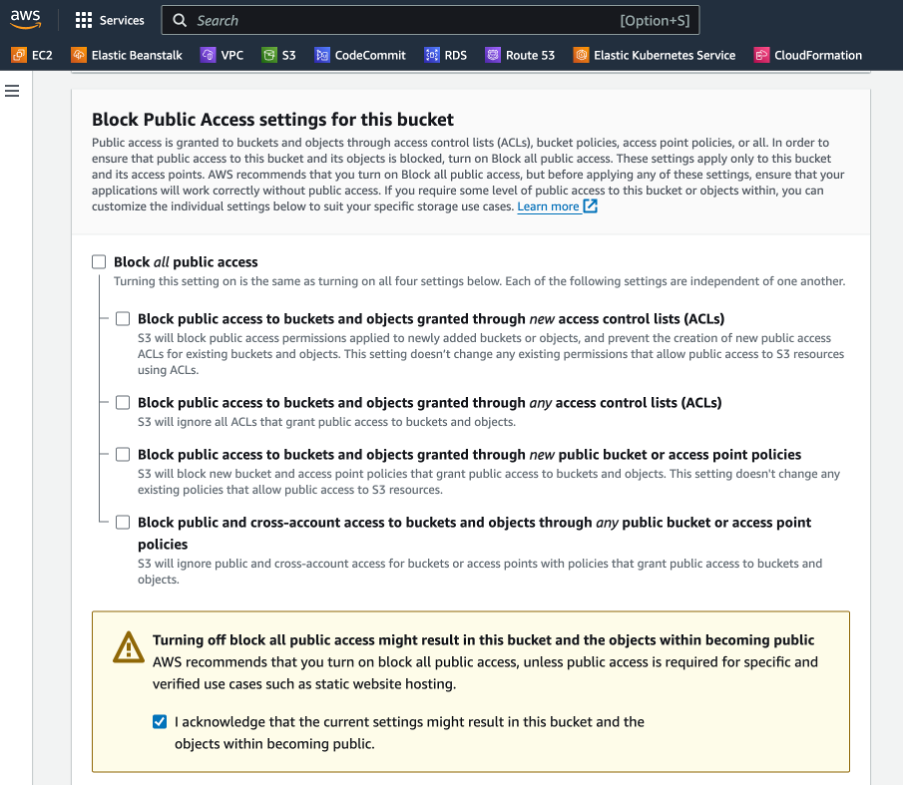 aws
Services
Search
[Option+S]
EC2
Elastic Beanstalk
VPC
S3
CodeCommit
RDS
Route 53
Elastic Kubernetes Service
CloudFormation
Block Public Access settings for this bucket
Public access is granted to buckets and objects through access control lists (ACLs), bucket policies, access point policies, or all. In order to
ensure that public access to this bucket and its objects is blocked, turn on Block all public access. These settings apply only to this bucket
and its access points. AWS recommends that you turn on Block all public access, but before applying any of these settings, ensure that your
applications will work correctly without public access. If you require some level of public access to this bucket or objects within, you can
customize the individual settings below to suit your specific storage use cases. Learn more
Block all public access
Turning this setting on is the same as turning on all four settings below. Each of the following settings are independent of one another.
Block public access to buckets and objects granted through new access control lists (ACLs)
S3 will block public access permissions applied to newly added buckets or objects, and prevent the creation of new public access
ACLs for existing buckets and objects. This setting doesn't change any existing permissions that allow public access to S3 resources
using ACLs.
Block public access to buckets and objects granted through any access control lists (ACLs)
S3 will ignore all ACLs that grant public access to buckets and objects.
Block public access to buckets and objects granted through new public bucket or access point policies
S3 will block new bucket and access point policies that grant public access to buckets and objects. This setting doesn't change any
existing policies that allow public access to S3 resources.
Block public and cross-account access to buckets and objects through any public bucket or access point
policies
S3 will ignore public and cross-account access for buckets or access points with policies that grant public access to buckets and
objects.
Turning off block all public access might result in this bucket and the objects within becoming public
AWS recommends that you turn on block all public access, unless public access is required for specific and
verified use cases such as static website hosting.
I acknowledge that the current settings might result in this bucket and the
objects within becoming public.